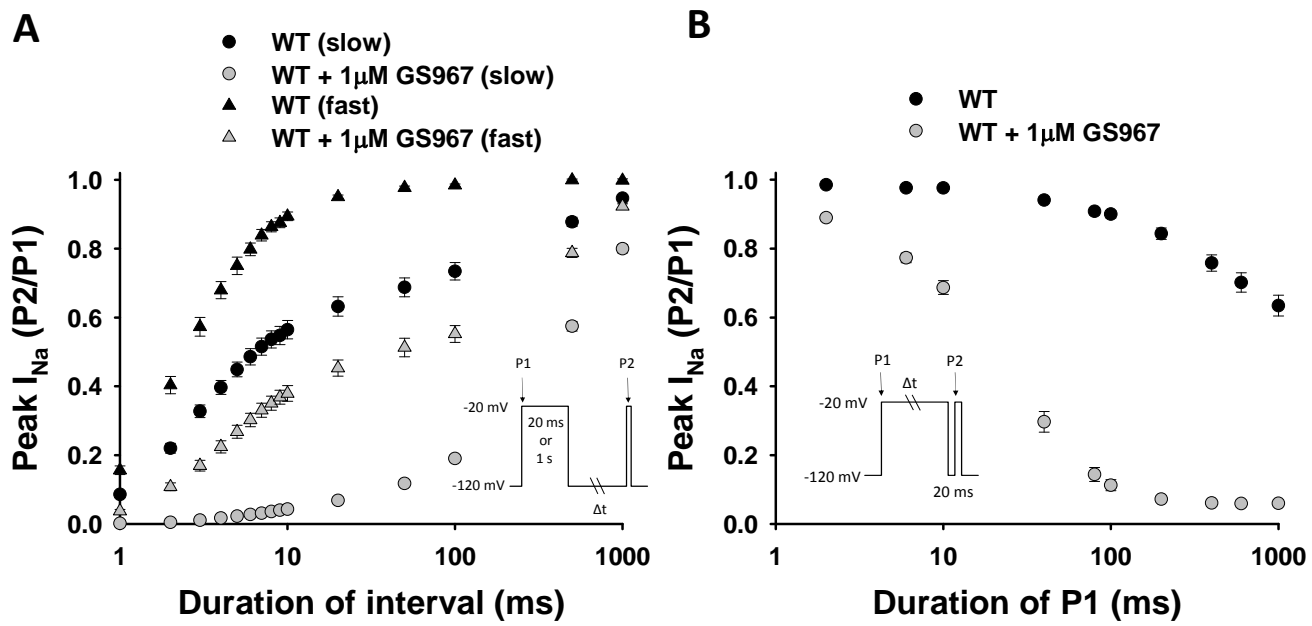 A
WT (slow)
WT + 1μM GS967 (slow)
WT (fast)
WT + 1μM GS967 (fast)
Peak I_Na (P2/P1)
1.0
0.8
0.6
0.4
0.2
0.0
1
10
100
1000
Duration of interval (ms)
P1
P2
-20 mV
20 ms
or
1 s
-120 mV
Δt
B
WT
WT + 1μM GS967
Peak I_Na (P2/P1)
1.0
0.8
0.6
0.4
0.2
0.0
1
10
100
1000
Duration of P1 (ms)
P1
P2
Δt
-20 mV
-120 mV
20 ms